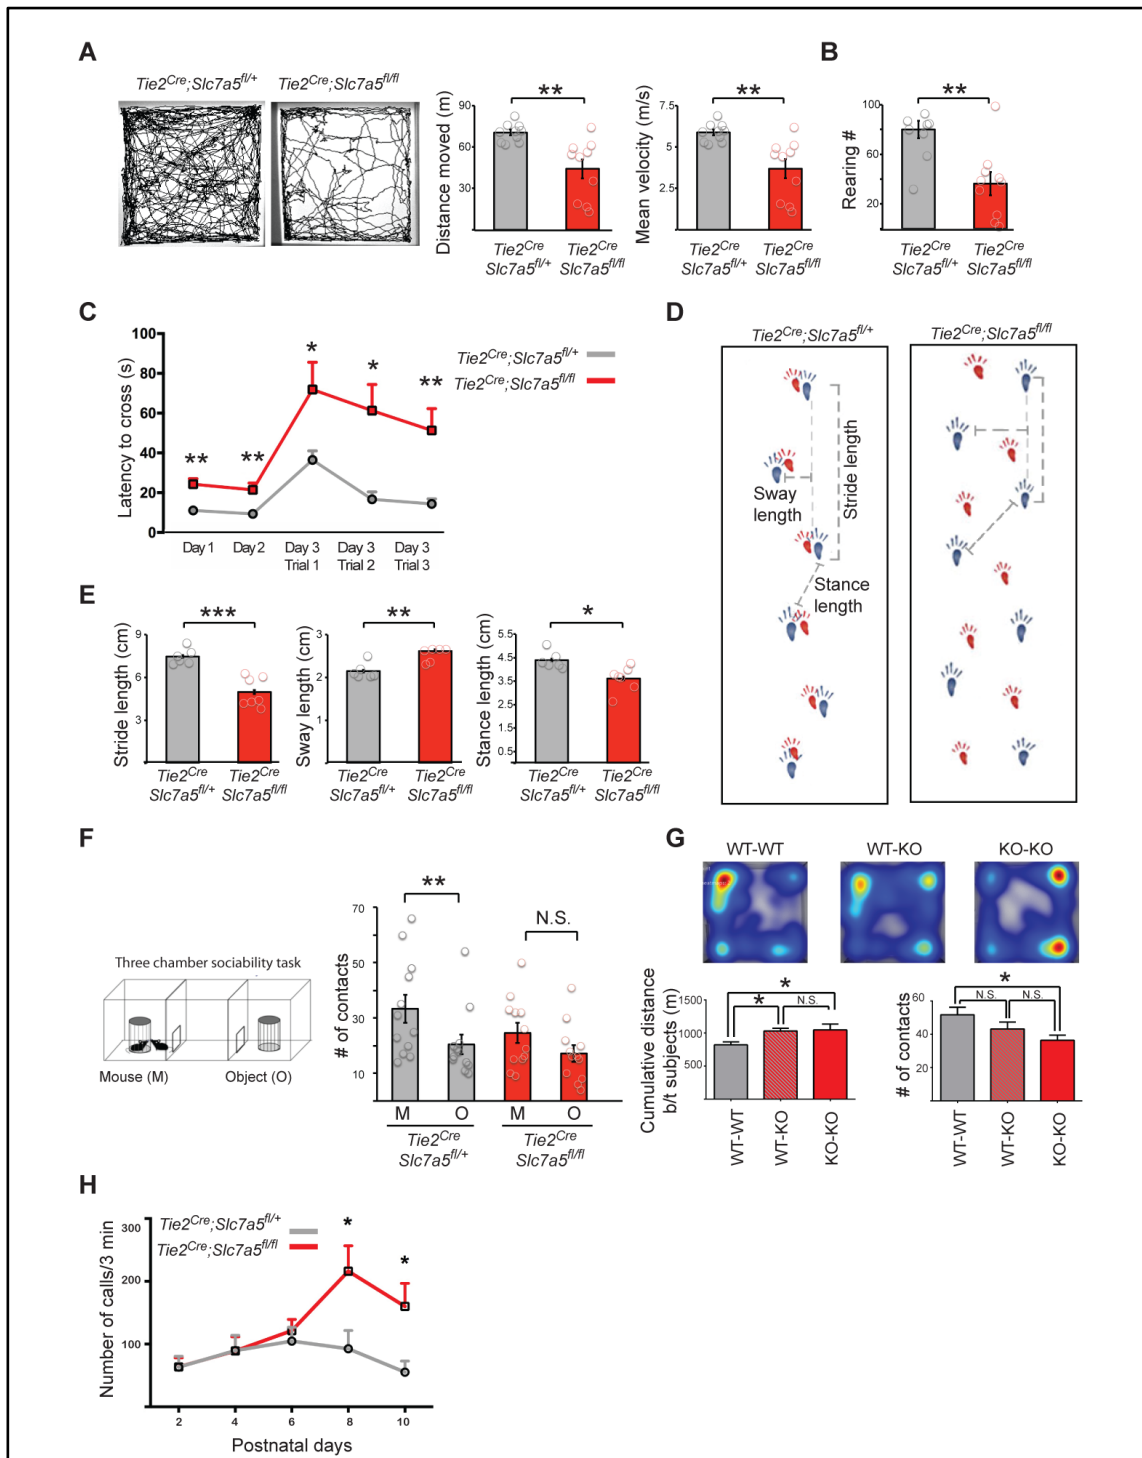 A
Tie2Cre;Slc7a5fl/+
Tie2Cre;Slc7a5fl/fl
Distance moved (m)
90
60
30
**
Tie2Cre
Slc7a5fl/+
Tie2Cre
Slc7a5fl/fl
Mean velocity (m/s)
7.5
5
2.5
**
Tie2Cre
Slc7a5fl/+
Tie2Cre
Slc7a5fl/fl
B
Rearing #
100
80
40
20
**
Tie2Cre
Slc7a5fl/+
Tie2Cre
Slc7a5fl/fl
C
Latency to cross (s)
100
80
60
40
20
0
** ** * * **
Tie2Cre;Slc7a5fl/+
Tie2Cre;Slc7a5fl/fl
Day 1 Day 2 Day 3 Day 3 Day 3
Trial 1 Trial 2 Trial 3
D
Tie2Cre;Slc7a5fl/+
Tie2Cre;Slc7a5fl/fl
Stride length
Sway
length
Stance
length
E
Stride length (cm)
9
6
3
***
Tie2Cre
Slc7a5fl/+
Tie2Cre
Slc7a5fl/fl
Sway length (cm)
3
2
1
**
Tie2Cre
Slc7a5fl/+
Tie2Cre
Slc7a5fl/fl
Stance length (cm)
5.5
4.5
3.5
2.5
1.5
0.5
*
Tie2Cre
Slc7a5fl/+
Tie2Cre
Slc7a5fl/fl
F
Three chamber sociability task
Mouse (M) Object (O)
# of contacts
70
50
30
10
**
N.S.
M O M O
Tie2Cre
Slc7a5fl/+
Tie2Cre
Slc7a5fl/fl
G
WT-WT WT-KO KO-KO
Cumulative distance
b/t subjects (m)
1500
1000
500
*
* N.S.
WT-WT
WT-KO
KO-KO
# of contacts
60
40
20
*
N.S. N.S.
WT-WT
WT-KO
KO-KO
H
Number of calls/3 min
300
200
100
Tie2Cre;Slc7a5fl/+
Tie2Cre;Slc7a5fl/fl
* *
2 4 6 8 10
Postnatal days